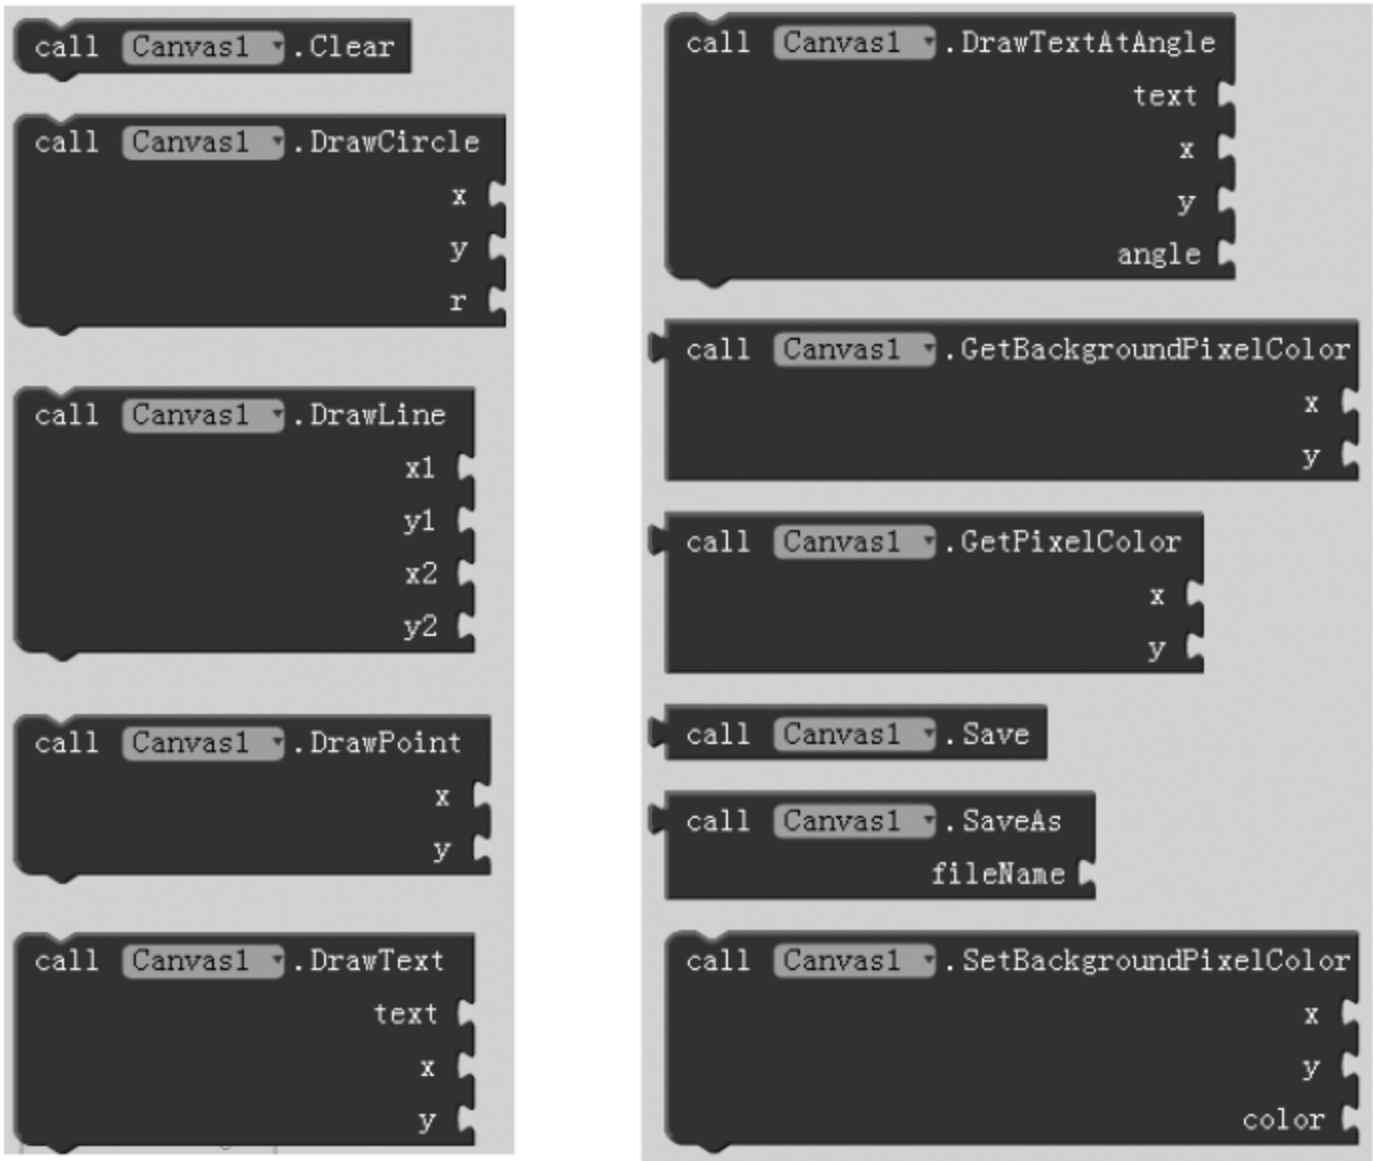 call Canvas1 .Clear
call Canvas1 .DrawCircle
x
y
r
call Canvas1 .DrawLine
x1
y1
x2
y2
call Canvas1 .DrawPoint
x
y
call Canvas1 .DrawText
text
x
y
call Canvas1 .DrawTextAtAngle
text
x
y
angle
call Canvas1 .GetBackgroundPixelColor
x
y
call Canvas1 .GetPixelColor
x
y
call Canvas1 .Save
call Canvas1 .SaveAs
fileName
call Canvas1 .SetBackgroundPixelColor
x
y
color